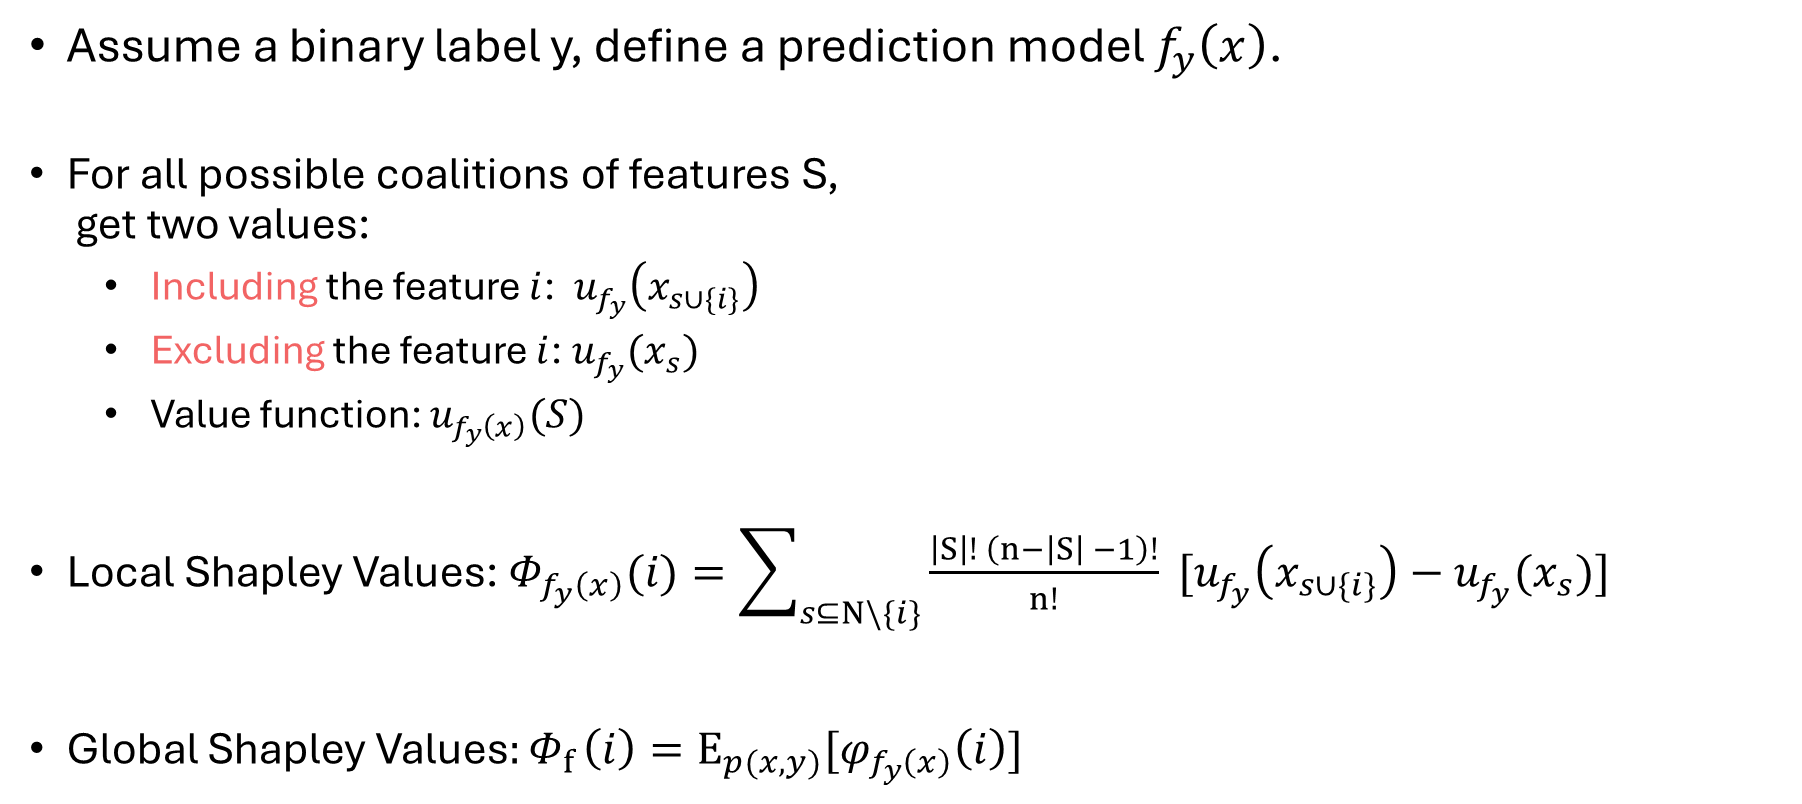 • Assume a binary label y, define a prediction model f_y(x).
• For all possible coalitions of features S,
get two values:
• Including the feature i: u_{f_y}(x_{s∪{i}})
• Excluding the feature i: u_{f_y}(x_s)
• Value function: u_{f_y(x)}(S)
• Local Shapley Values: Φ_{f_y(x)}(i) = ∑_{s⊆N\{i}} |S|! (n−|S| −1)! / n! [u_{f_y}(x_{s∪{i}}) − u_{f_y}(x_s)]
• Global Shapley Values: Φ_f (i) = E_{p(x,y)}[φ_{f_y(x)}(i)]